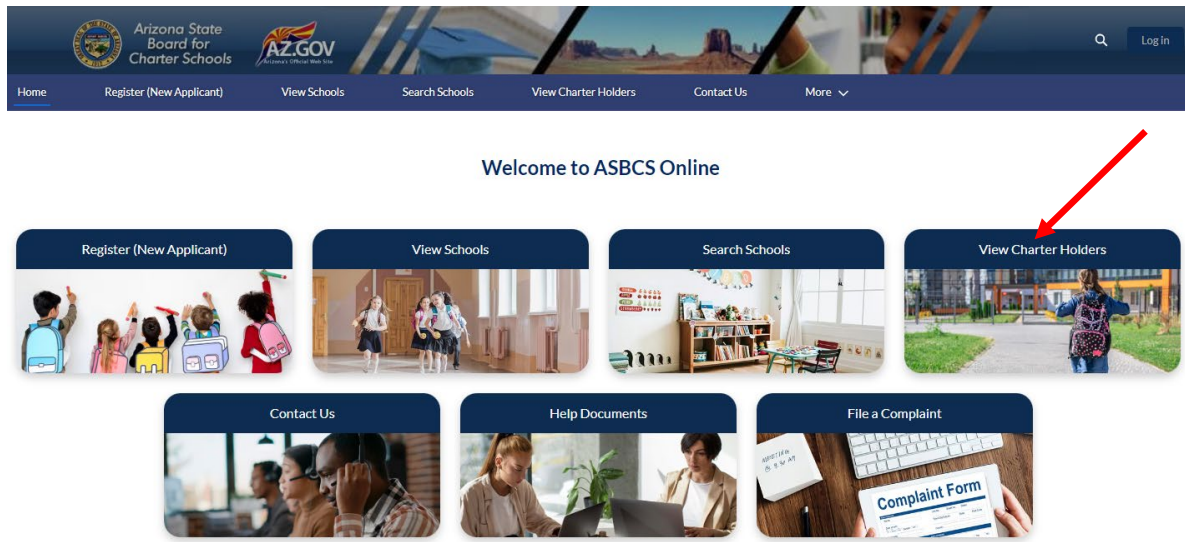 Arizona State
Board for
Charter Schools
AZ.GOV
Arizona's Official Web Site
Log in
Home Register (New Applicant) View Schools Search Schools View Charter Holders Contact Us More
Welcome to ASBCS Online
Register (New Applicant) View Schools Search Schools View Charter Holders
Contact Us Help Documents File a Complaint
Complaint Form